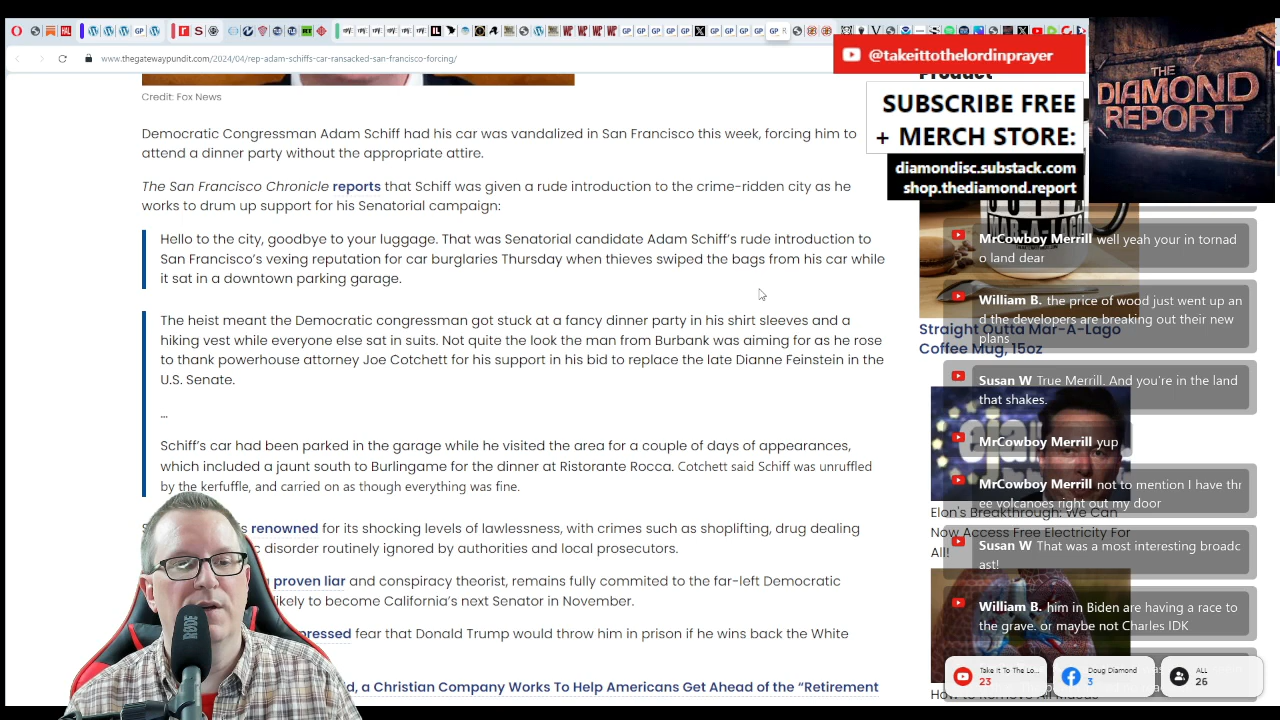 www.thegatewaypundit.com/2024/04/rep-adam-schiffs-car-ransacked-san-francisco-forcing/
@takeittothelordinprayer
Product
SUBSCRIBE FREE
+ MERCH STORE:
diamondisc.substack.com
shop.thediamond.report
THE
DIAMOND
REPORT
Credit: Fox News
Democratic Congressman Adam Schiff had his car was vandalized in San Francisco this week, forcing him to
attend a dinner party without the appropriate attire.
The San Francisco Chronicle reports that Schiff was given a rude introduction to the crime-ridden city as he
works to drum up support for his Senatorial campaign:
Hello to the city, goodbye to your luggage. That was Senatorial candidate Adam Schiff's rude introduction to
San Francisco's vexing reputation for car burglaries Thursday when thieves swiped the bags from his car while
it sat in a downtown parking garage.
The heist meant the Democratic congressman got stuck at a fancy dinner party in his shirt sleeves and a
hiking vest while everyone else sat in suits. Not quite the look the man from Burbank was aiming for as he rose
to thank powerhouse attorney Joe Cotchett for his support in his bid to replace the late Dianne Feinstein in the
U.S. Senate.
...
Schiff's car had been parked in the garage while he visited the area for a couple of days of appearances,
which included a jaunt south to Burlingame for the dinner at Ristorante Rocca. Cotchett said Schiff was unruffled
by the kerfuffle, and carried on as though everything was fine.
renowned for its shocking levels of lawlessness, with crimes such as shoplifting, drug dealing
disorder routinely ignored by authorities and local prosecutors.
proven liar and conspiracy theorist, remains fully commited to the far-left Democratic
likely to become California's next Senator in November.
pressed fear that Donald Trump would throw him in prison if he wins back the White
d, a Christian Company Works To Help Americans Get Ahead of the "Retirement
MAR-A-LAGO
Straight Outta Mar-A-Lago
Coffee Mug, 15oz
Elon's Breakthrough: We Can
Now Access Free Electricity For
All!
MrCowboy Merrill well yeah your in tornad
o land dear
William B. the price of wood just went up an
d the developers are breaking out their new
plans
Susan W True Merrill. And you're in the land
that shakes.
MrCowboy Merrill yup
MrCowboy Merrill not to mention I have thr
ee volcanoes right out my door
Susan W That was a most interesting broadc
ast!
William B. him in Biden are having a race to
the grave. or maybe not Charles IDK
Take It To The Lo...
23
Doug Diamond
3
ALL
26
RØDE